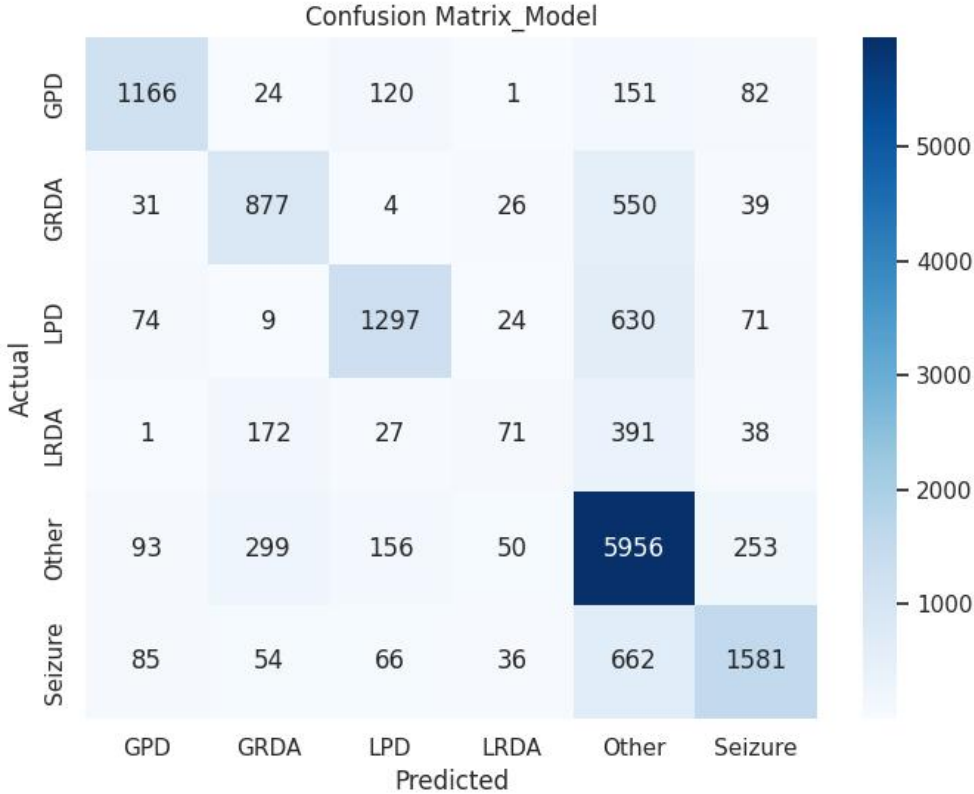 Confusion Matrix_Model
GPD 1166 24 120 1 151 82
GRDA 31 877 4 26 550 39
LPD 74 9 1297 24 630 71
LRDA 1 172 27 71 391 38
Other 93 299 156 50 5956 253
Seizure 85 54 66 36 662 1581
GPD GRDA LPD LRDA Other Seizure
Predicted
Actual
5000
4000
3000
2000
1000